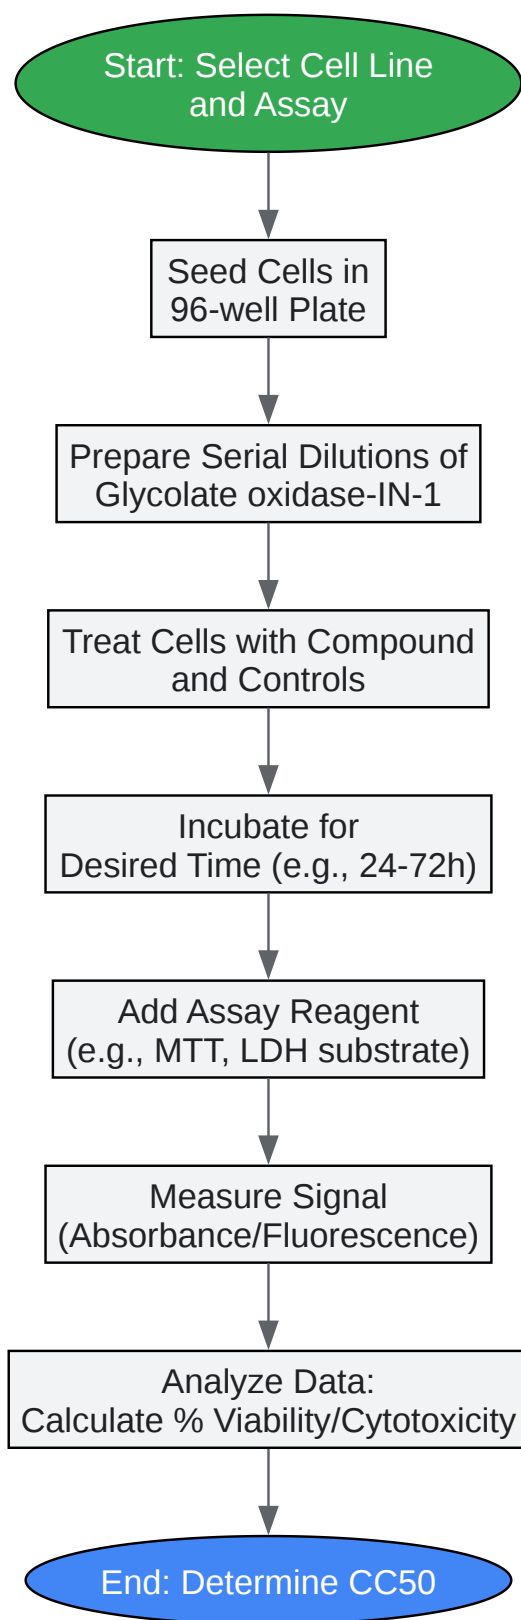 Start: Select Cell Line
and Assay
Seed Cells in
96-well Plate
Prepare Serial Dilutions of
Glycolate oxidase-IN-1
Treat Cells with Compound
and Controls
Incubate for
Desired Time (e.g., 24-72h)
Add Assay Reagent
(e.g., MTT, LDH substrate)
Measure Signal
(Absorbance/Fluorescence)
Analyze Data:
Calculate % Viability/Cytotoxicity
End: Determine CC50